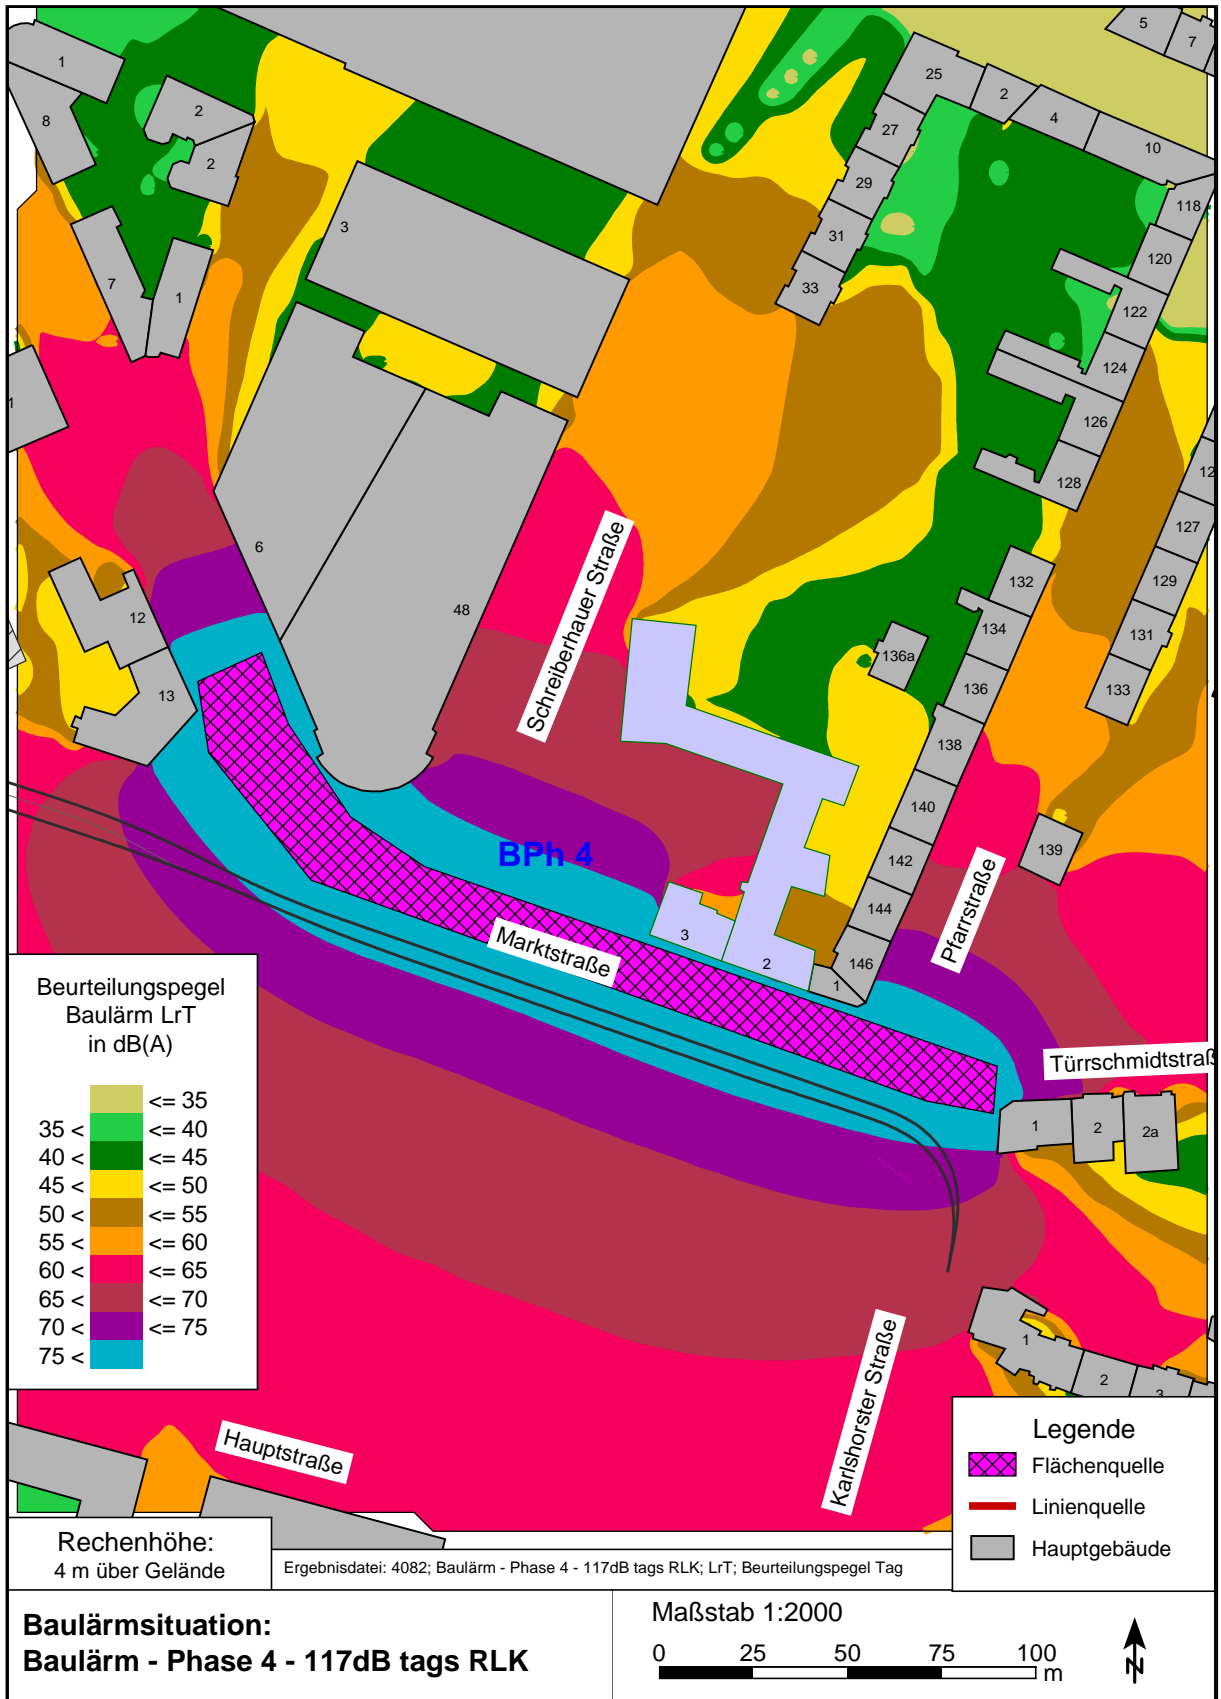 5
7
25
2
4
10
1
8
2
2
27
29
31
33
118
120
122
124
126
128
3
7
1
127
129
131
133
132
134
136a
136
138
140
142
144
146
1
139
6
48
12
13
Schreiberhauer Straße
BPh 4
Marktstraße
3
2
Pfarrstraße
Türrschmidtstraß
1
2
2a
Beurteilungspegel
Baulärm LrT
in dB(A)
<= 35
35 < <= 40
40 < <= 45
45 < <= 50
50 < <= 55
55 < <= 60
60 < <= 65
65 < <= 70
70 < <= 75
75 <
1
2
3
Karlshorster Straße
Hauptstraße
Legende
Flächenquelle
Linienquelle
Hauptgebäude
Rechenhöhe:
4 m über Gelände
Ergebnisdatei: 4082; Baulärm - Phase 4 - 117dB tags RLK; LrT; Beurteilungspegel Tag
Baulärmsituation:
Baulärm - Phase 4 - 117dB tags RLK
Maßstab 1:2000
0 25 50 75 100
m
N